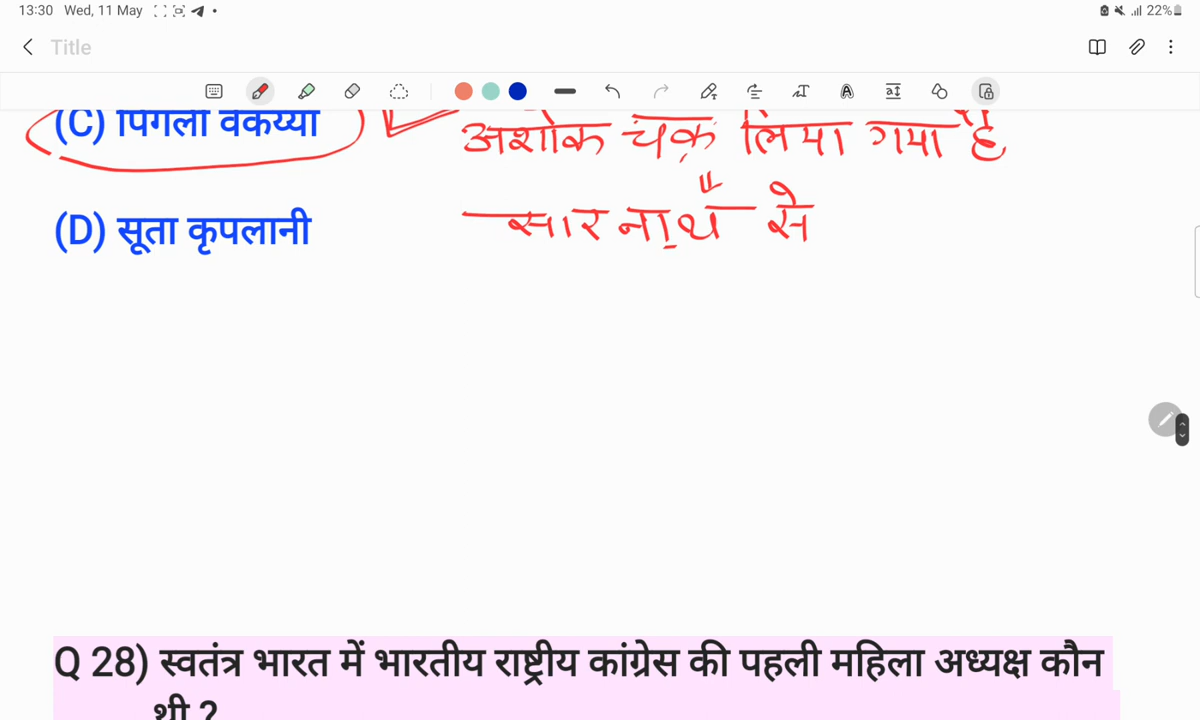 13:30 Wed, 11 May
22%
Title
(C) पिंगली वेंकय्या
अशोक चक्र लिया गया है
(D) सूता कृपलानी
सारनाथ से
Q 28) स्वतंत्र भारत में भारतीय राष्ट्रीय कांग्रेस की पहली महिला अध्यक्ष कौन
थी ?